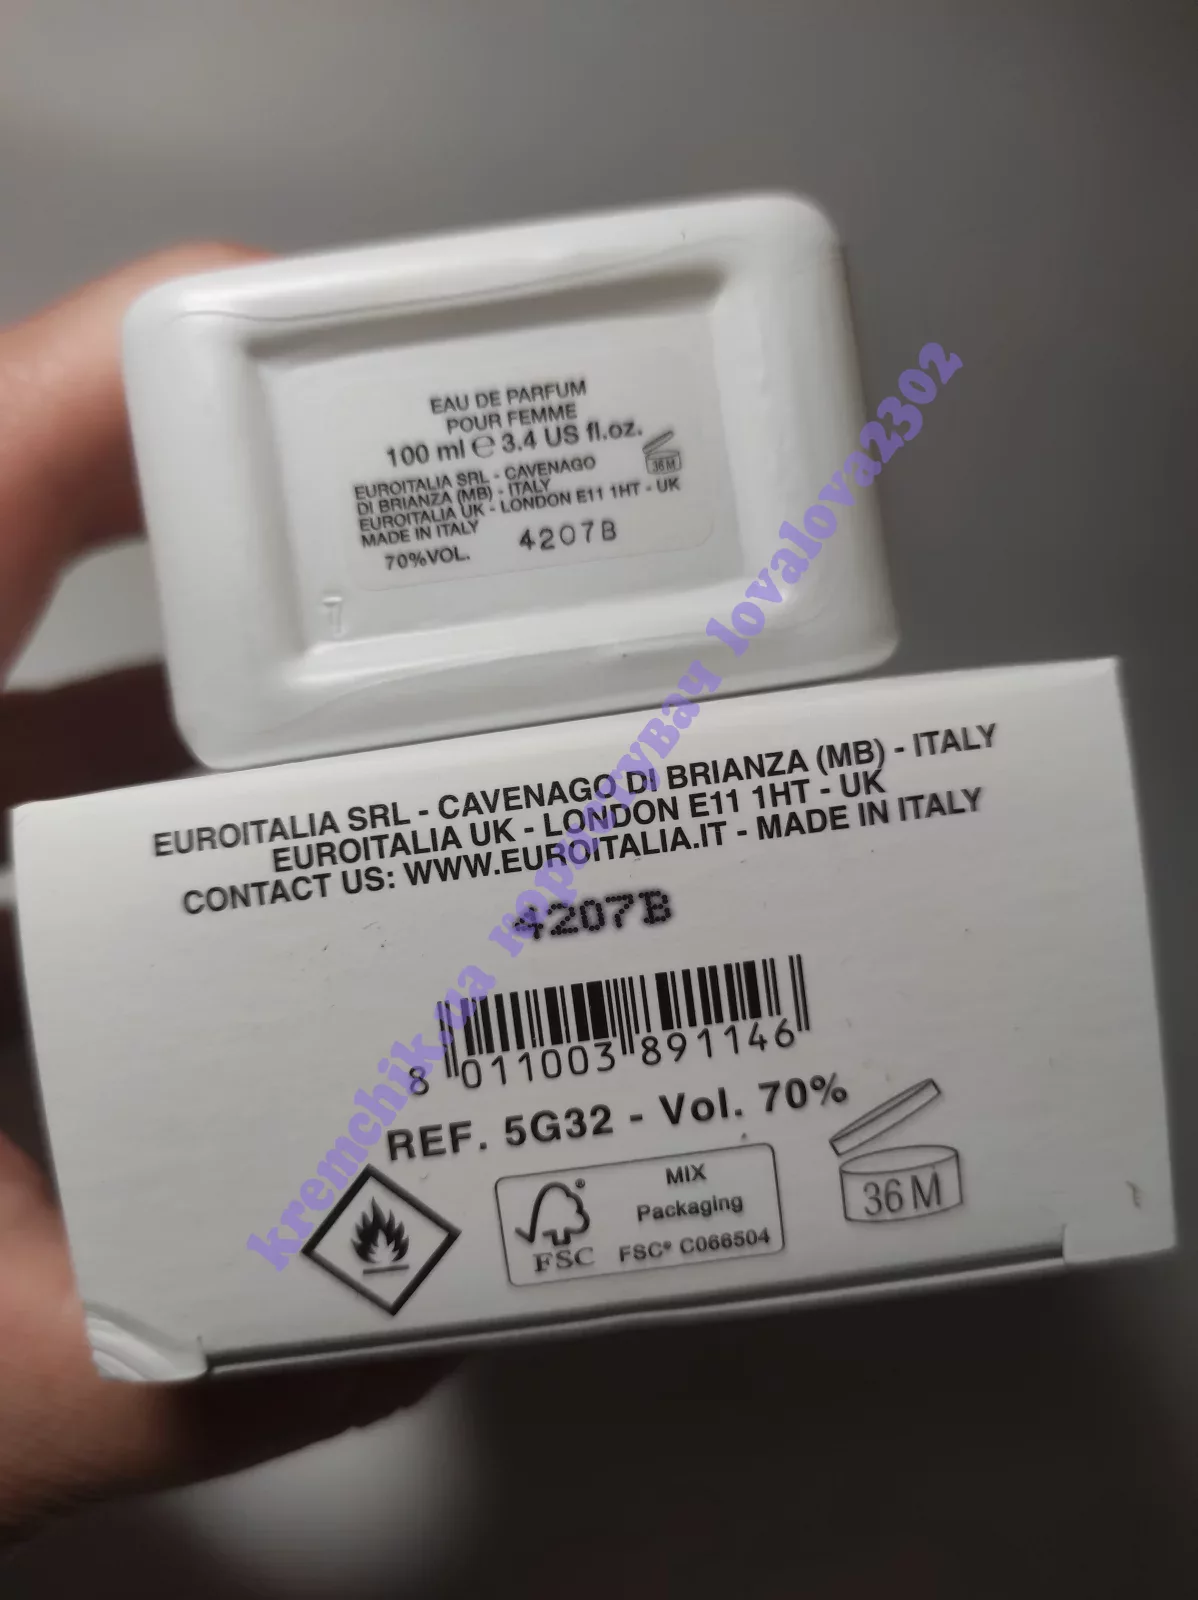 EAU DE PARFUM
POUR FEMME
100 ml ℮ 3.4 US fl.oz.
36 M
EUROITALIA SRL - CAVENAGO
DI BRIANZA (MB) - ITALY
EUROITALIA UK - LONDON E11 1HT - UK
MADE IN ITALY
70%VOL.
4207B
7
EUROITALIA SRL - CAVENAGO DI BRIANZA (MB) - ITALY
EUROITALIA UK - LONDON E11 1HT - UK
CONTACT US: WWW.EUROITALIA.IT - MADE IN ITALY
4207B
8 011003 891146
REF. 5G32 - Vol. 70%
FSC
MIX
Packaging
FSC® C066504
36 M
kremchik.ua користувач lovalova2302